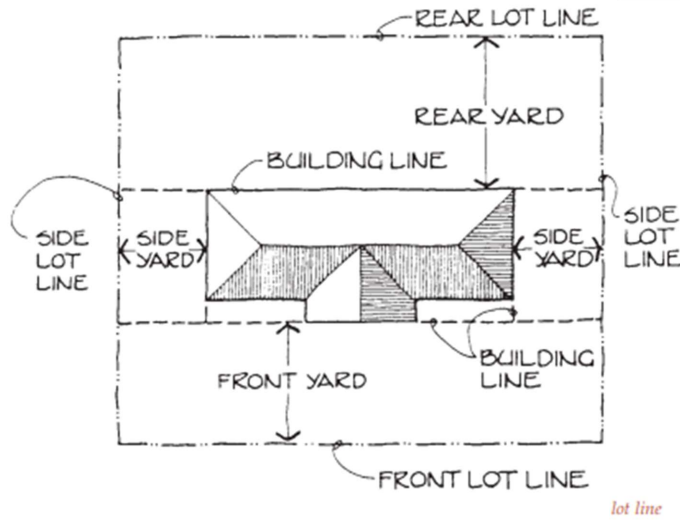 REAR LOT LINE
REAR YARD
BUILDING LINE
SIDE
LOT
LINE
SIDE
YARD
SIDE
YARD
SIDE
LOT
LINE
BUILDING
LINE
FRONT YARD
FRONT LOT LINE
lot line